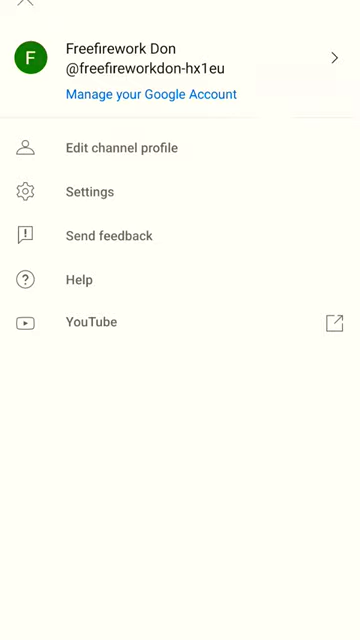 F
Freefirework Don
@freefireworkdon-hx1eu
Manage your Google Account
Edit channel profile
Settings
Send feedback
Help
YouTube